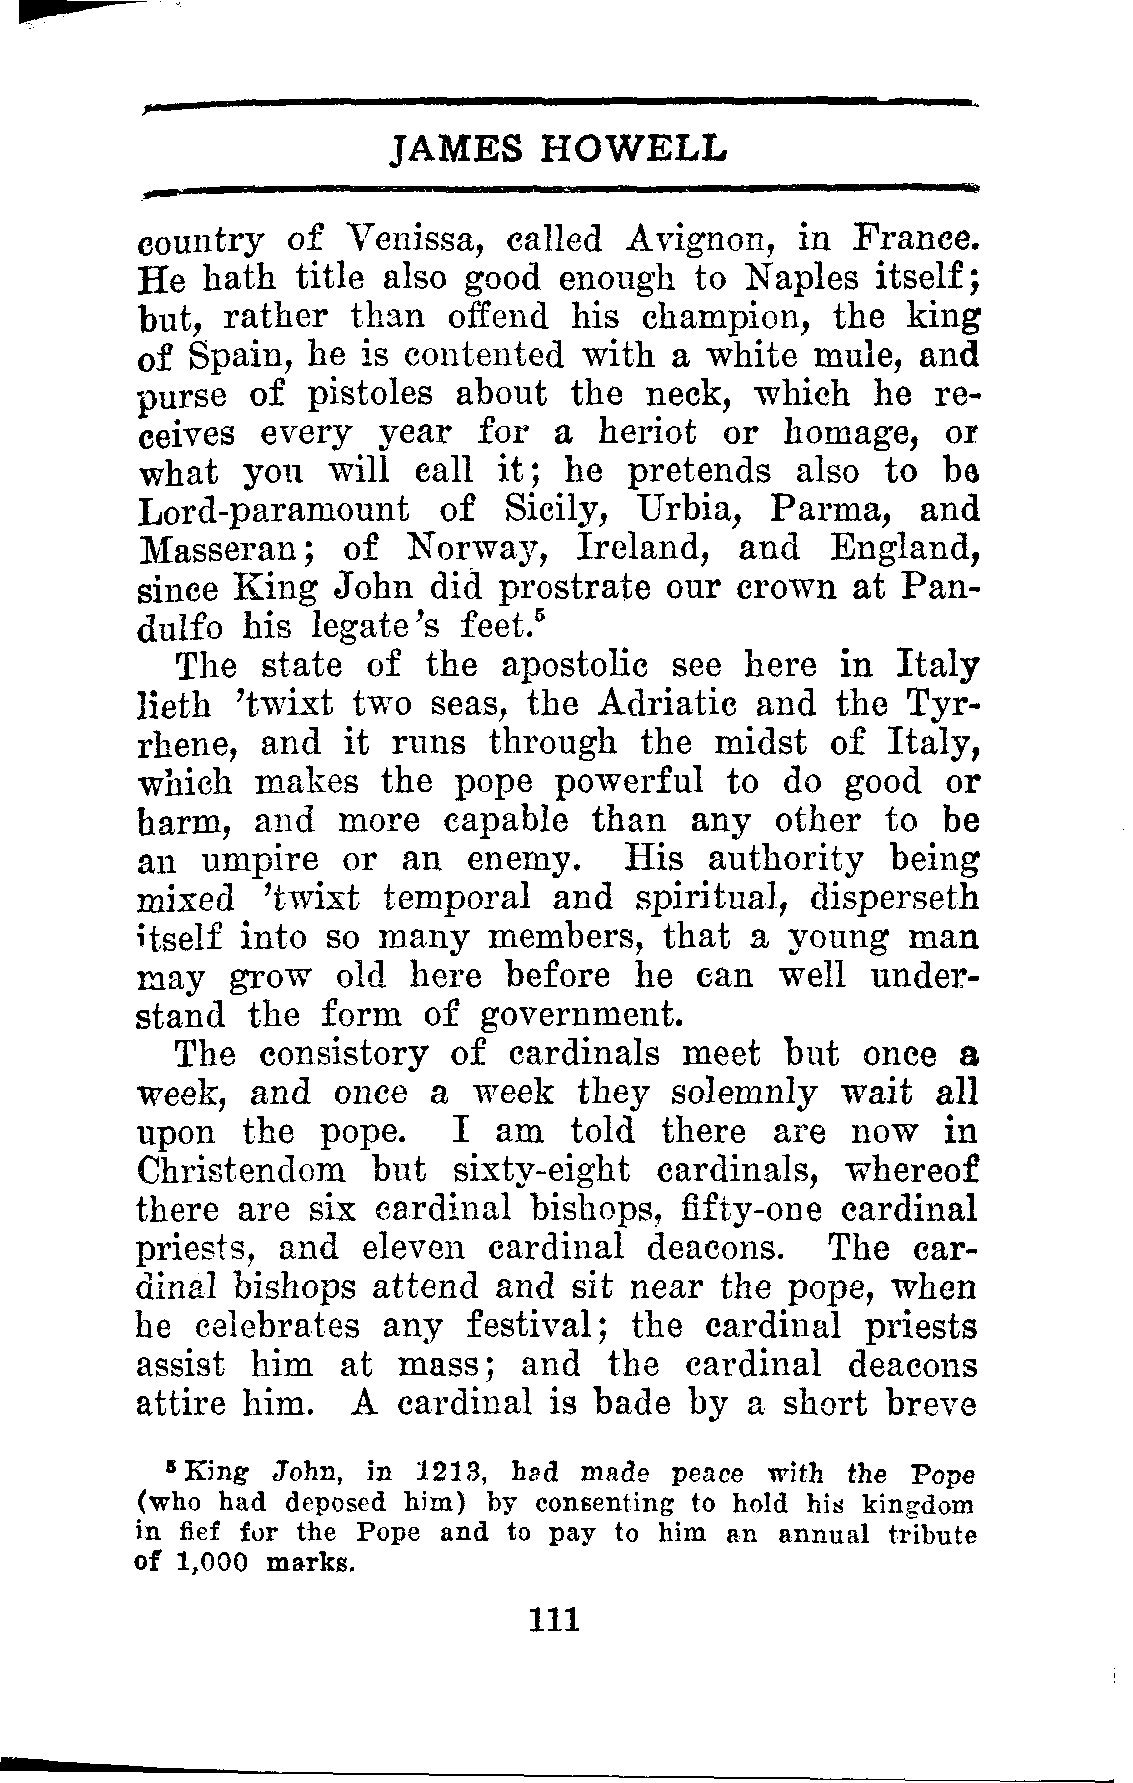 JAMES HOWELL
country of Venissa, called Avignon, in France.
He hath title also good enough to Naples itself;
but, rather than offend his champion, the king
of Spain, he is contented with a white mule, and
purse of pistoles about the neck, which he re-
ceives every year for a heriot or homage, or
what you will call it; he pretends also to be
Lord-paramount of Sicily, Urbia, Parma, and
Masseran; of Norway, Ireland, and England,
since King John did prostrate our crown at Pan-
dulfo his legate's feet.⁵
The state of the apostolic see here in Italy
lieth 'twixt two seas, the Adriatic and the Tyr-
rhene, and it runs through the midst of Italy,
which makes the pope powerful to do good or
harm, and more capable than any other to be
an umpire or an enemy. His authority being
mixed 'twixt temporal and spiritual, disperseth
itself into so many members, that a young man
may grow old here before he can well under-
stand the form of government.
The consistory of cardinals meet but once a
week, and once a week they solemnly wait all
upon the pope. I am told there are now in
Christendom but sixty-eight cardinals, whereof
there are six cardinal bishops, fifty-one cardinal
priests, and eleven cardinal deacons. The car-
dinal bishops attend and sit near the pope, when
he celebrates any festival; the cardinal priests
assist him at mass; and the cardinal deacons
attire him. A cardinal is bade by a short breve
⁵ King John, in 1213, had made peace with the Pope
(who had deposed him) by consenting to hold his kingdom
in fief for the Pope and to pay to him an annual tribute
of 1,000 marks.
111